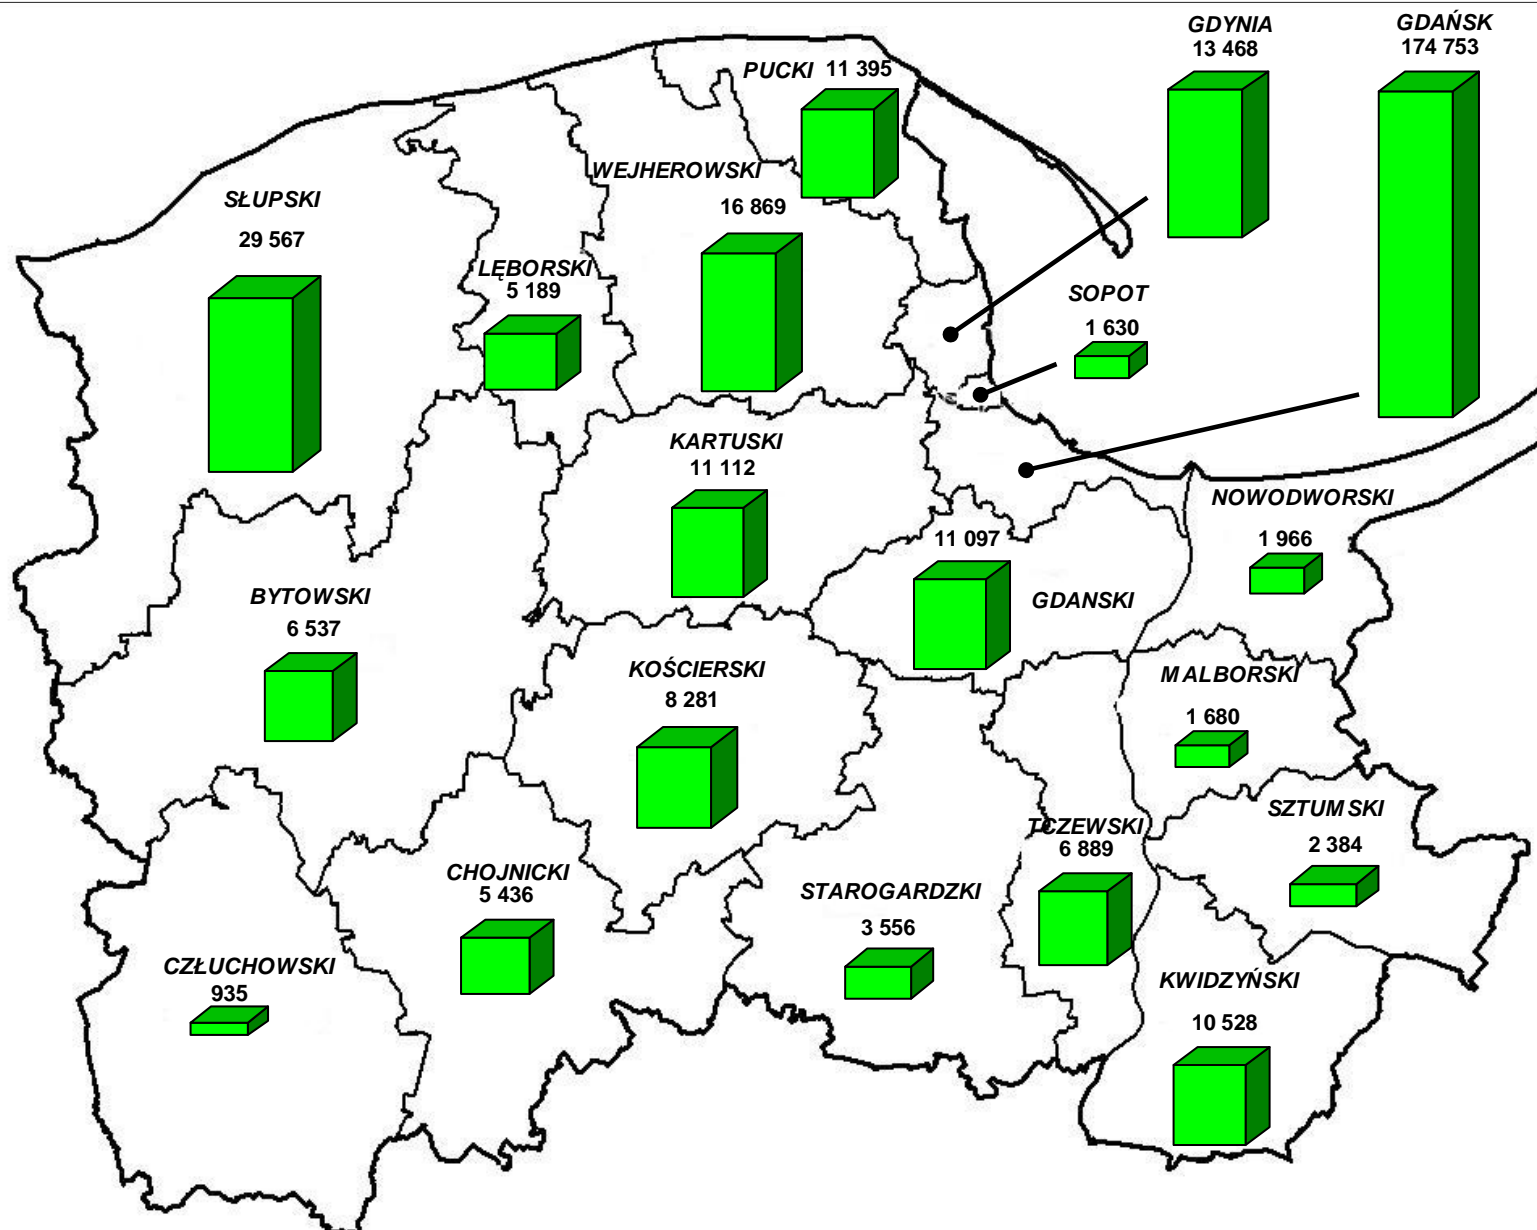 GDYNIA
13 468
GDAŃSK
174 753
PUCKI 11 395
WEJHEROWSKI
16 869
SŁUPSKI
29 567
LĘBORSKI
5 189
SOPOT
1 630
KARTUSKI
11 112
NOWODWORSKI
1 966
11 097
GDANSKI
BYTOWSKI
6 537
KOŚCIERSKI
8 281
MALBORSKI
1 680
SZTUMSKI
2 384
TCZEWSKI
6 889
CHOJNICKI
5 436
STAROGARDZKI
3 556
CZŁUCHOWSKI
935
KWIDZYŃSKI
10 528